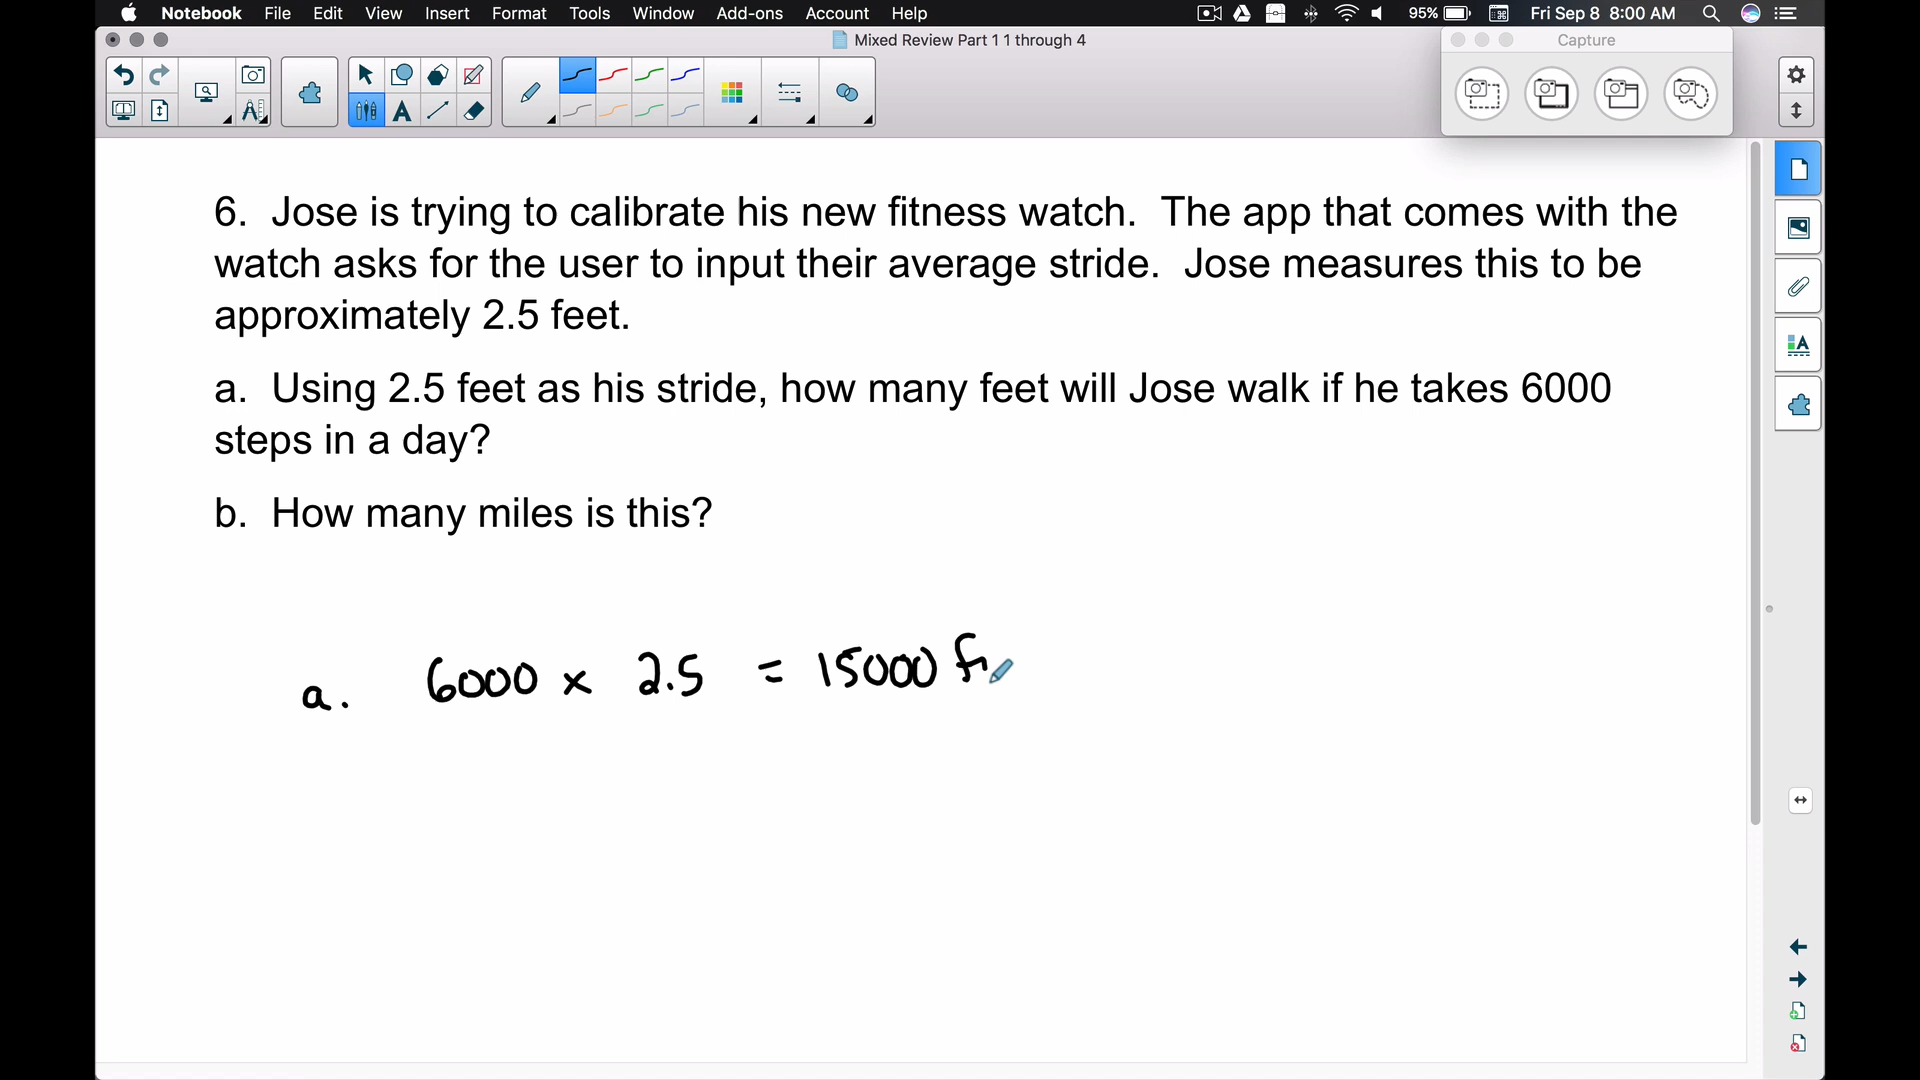 Notebook File Edit View Insert Format Tools Window Add-ons Account Help 95% Fri Sep 8 8:00 AM
Mixed Review Part 1 1 through 4
Capture
6. Jose is trying to calibrate his new fitness watch. The app that comes with the
watch asks for the user to input their average stride. Jose measures this to be
approximately 2.5 feet.
a. Using 2.5 feet as his stride, how many feet will Jose walk if he takes 6000
steps in a day?
b. How many miles is this?
a. 6000 x 2.5 = 15000